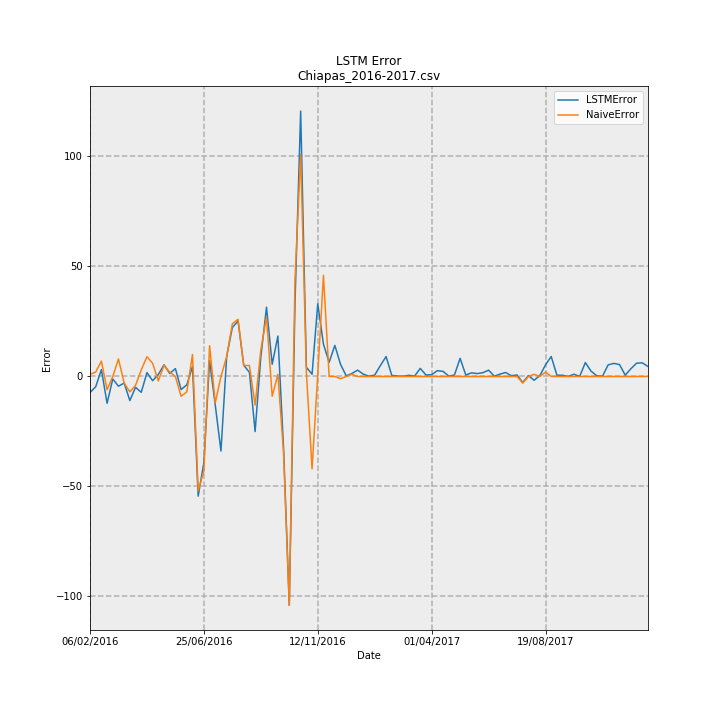 LSTM Error
Chiapas_2016-2017.csv
LSTMError
NaiveError
100
50
0
−50
−100
Error
06/02/2016
25/06/2016
12/11/2016
01/04/2017
19/08/2017
Date